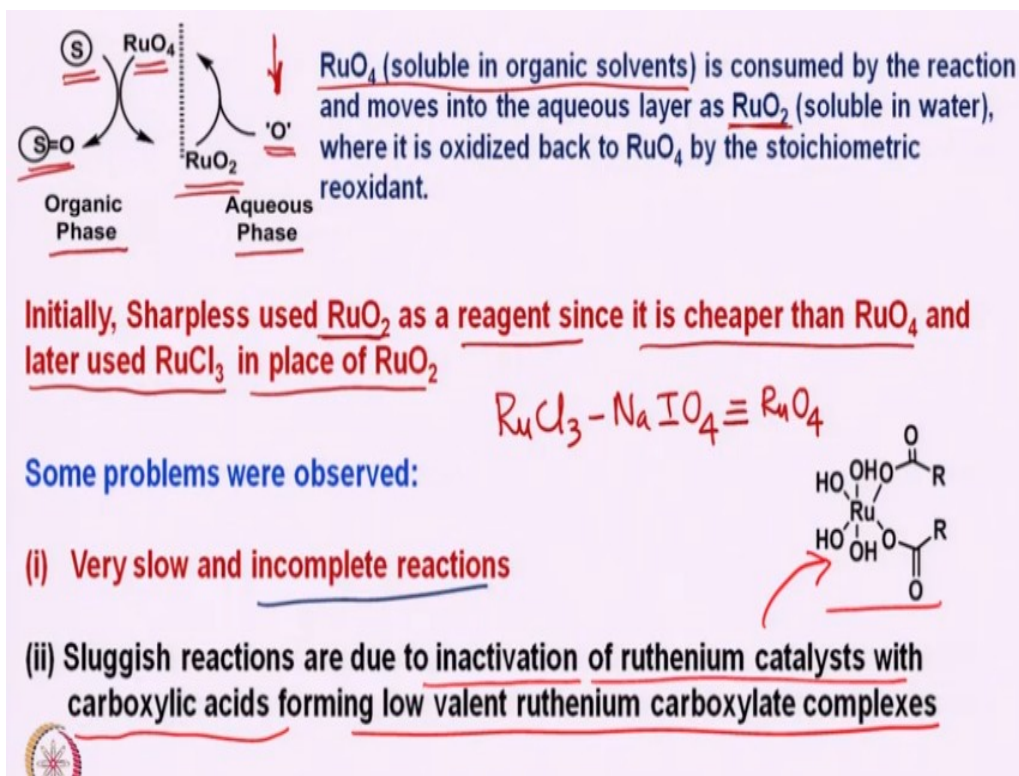 S RuO₄
'O'
S=O
RuO₂
Organic Aqueous
Phase Phase
RuO₄ (soluble in organic solvents) is consumed by the reaction
and moves into the aqueous layer as RuO₂ (soluble in water),
where it is oxidized back to RuO₄ by the stoichiometric
reoxidant.
Initially, Sharpless used RuO₂ as a reagent since it is cheaper than RuO₄ and
later used RuCl₃ in place of RuO₂
RuCl₃ - NaIO₄ ≡ RuO₄
Some problems were observed:
O
HO OHO R
Ru
HO OH O R
O
(i) Very slow and incomplete reactions
(ii) Sluggish reactions are due to inactivation of ruthenium catalysts with
carboxylic acids forming low valent ruthenium carboxylate complexes